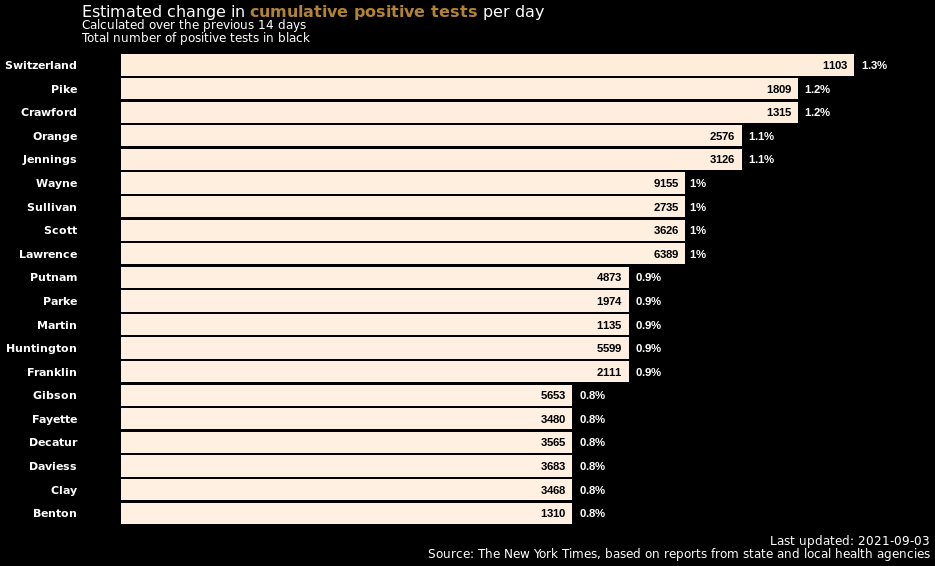 Estimated change in cumulative positive tests per day
Calculated over the previous 14 days
Total number of positive tests in black
Switzerland 1103 1.3%
Pike 1809 1.2%
Crawford 1315 1.2%
Orange 2576 1.1%
Jennings 3126 1.1%
Wayne 9155 1%
Sullivan 2735 1%
Scott 3626 1%
Lawrence 6389 1%
Putnam 4873 0.9%
Parke 1974 0.9%
Martin 1135 0.9%
Huntington 5599 0.9%
Franklin 2111 0.9%
Gibson 5653 0.8%
Fayette 3480 0.8%
Decatur 3565 0.8%
Daviess 3683 0.8%
Clay 3468 0.8%
Benton 1310 0.8%
Last updated: 2021-09-03
Source: The New York Times, based on reports from state and local health agencies